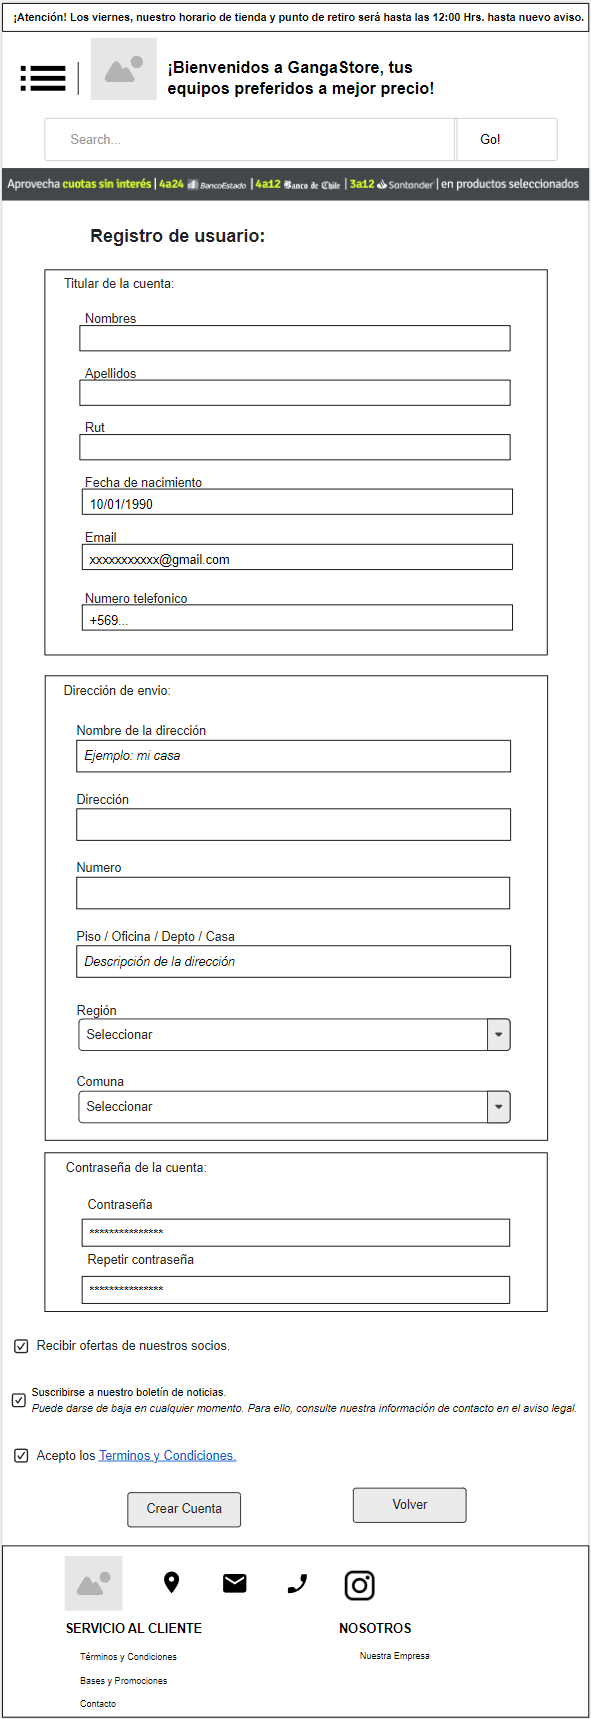 ¡Atención! Los viernes, nuestro horario de tienda y punto de retiro será hasta las 12:00 Hrs. hasta nuevo aviso.
¡Bienvenidos a GangaStore, tus
equipos preferidos a mejor precio!
Search...
Go!
Aprovecha cuotas sin interés | 4a24 BancoEstado | 4a12 Banco de Chile | 3a12 Santander | en productos seleccionados
Registro de usuario:
Titular de la cuenta:
Nombres
Apellidos
Rut
Fecha de nacimiento
10/01/1990
Email
xxxxxxxxxxx@gmail.com
Numero telefonico
+569...
Dirección de envio:
Nombre de la dirección
Ejemplo: mi casa
Dirección
Numero
Piso / Oficina / Depto / Casa
Descripción de la dirección
Región
Seleccionar
Comuna
Seleccionar
Contraseña de la cuenta:
Contraseña
***************
Repetir contraseña
***************
Recibir ofertas de nuestros socios.
Suscribirse a nuestro boletín de noticias.
Puede darse de baja en cualquier momento. Para ello, consulte nuestra información de contacto en el aviso legal.
Acepto los Terminos y Condiciones.
Crear Cuenta
Volver
SERVICIO AL CLIENTE
Términos y Condiciones
Bases y Promociones
Contacto
NOSOTROS
Nuestra Empresa